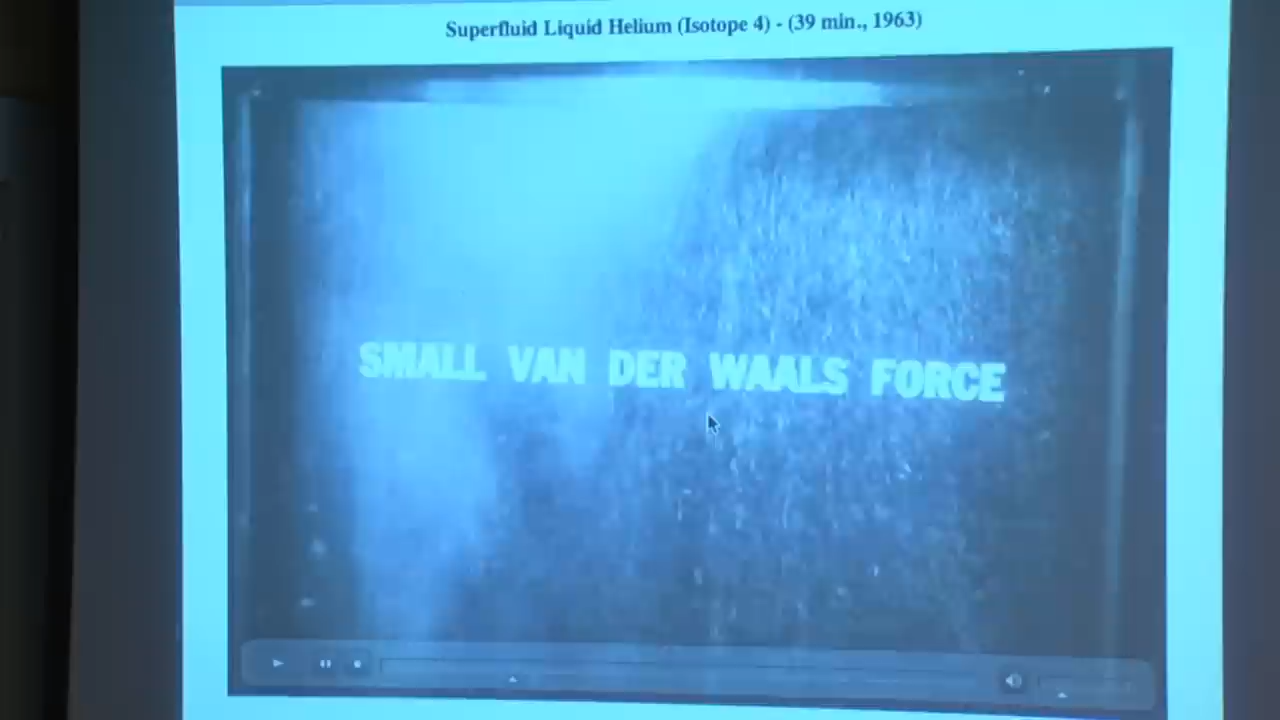 Superfluid Liquid Helium (Isotope 4) - (39 min., 1963)
SMALL VAN DER WAALS FORCE